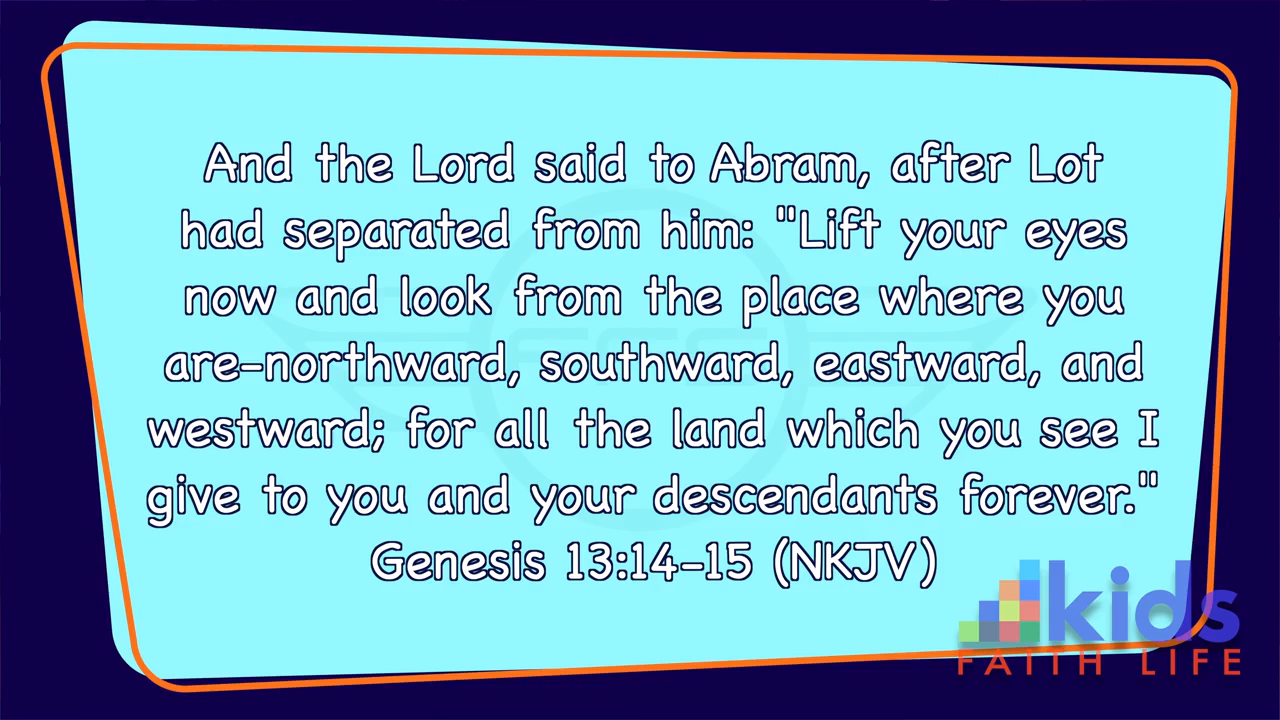 And the Lord said to Abram, after Lot
had separated from him: "Lift your eyes
now and look from the place where you
are–northward, southward, eastward, and
westward; for all the land which you see I
give to you and your descendants forever."
Genesis 13:14–15 (NKJV)
kids
FAITH LIFE